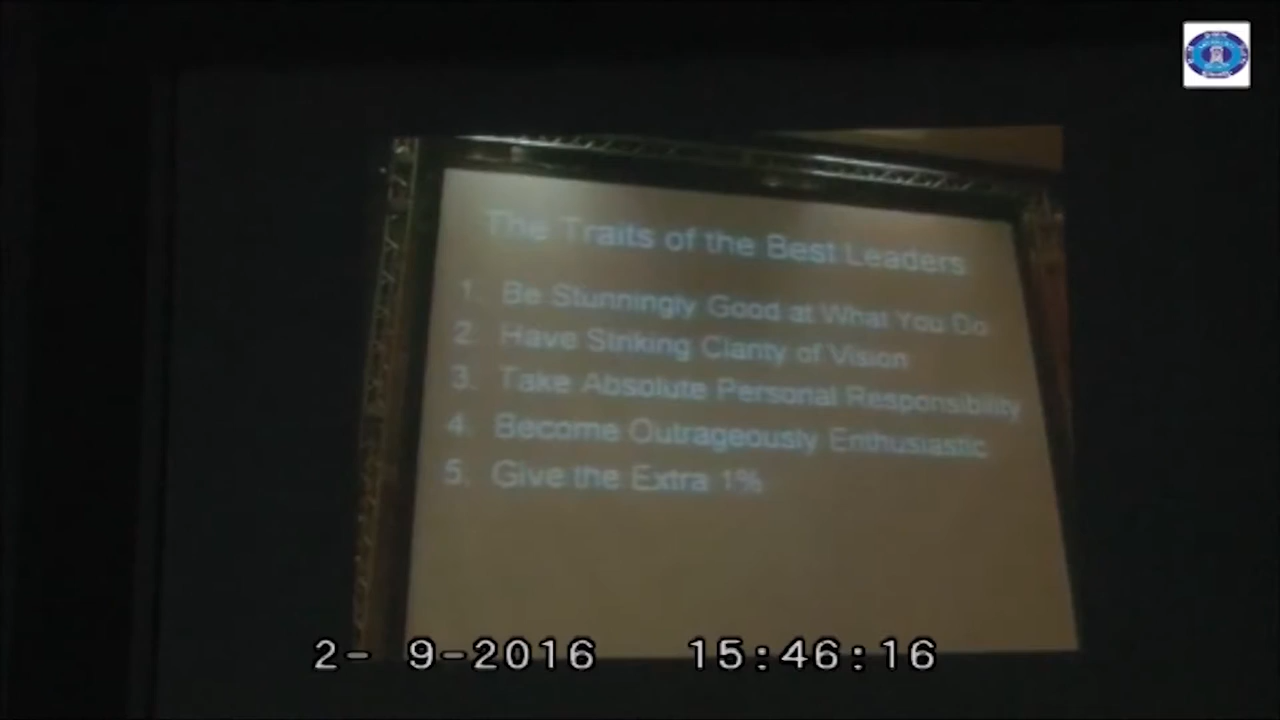 The Traits of the Best Leaders
1. Be Stunningly Good at What You Do
2. Have Striking Clarity of Vision
3. Take Absolute Personal Responsibility
4. Become Outrageously Enthusiastic
5. Give the Extra 1%
2- 9-2016 15:46:16